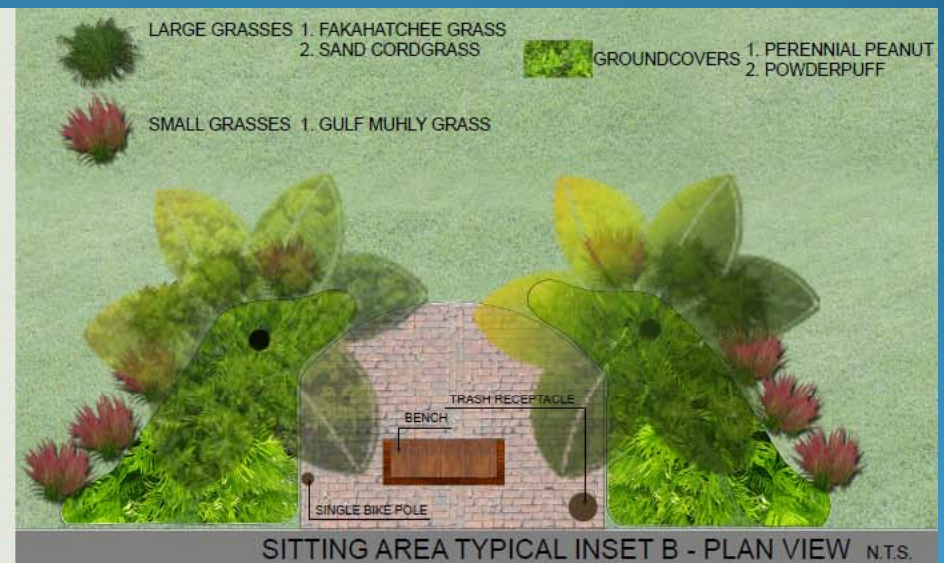 LARGE GRASSES 1. FAKAHATCHEE GRASS
2. SAND CORDGRASS
GROUNDCOVERS 1. PERENNIAL PEANUT
2. POWDERPUFF
SMALL GRASSES 1. GULF MUHLY GRASS
TRASH RECEPTACLE
BENCH
SINGLE BIKE POLE
SITTING AREA TYPICAL INSET B - PLAN VIEW N.T.S.